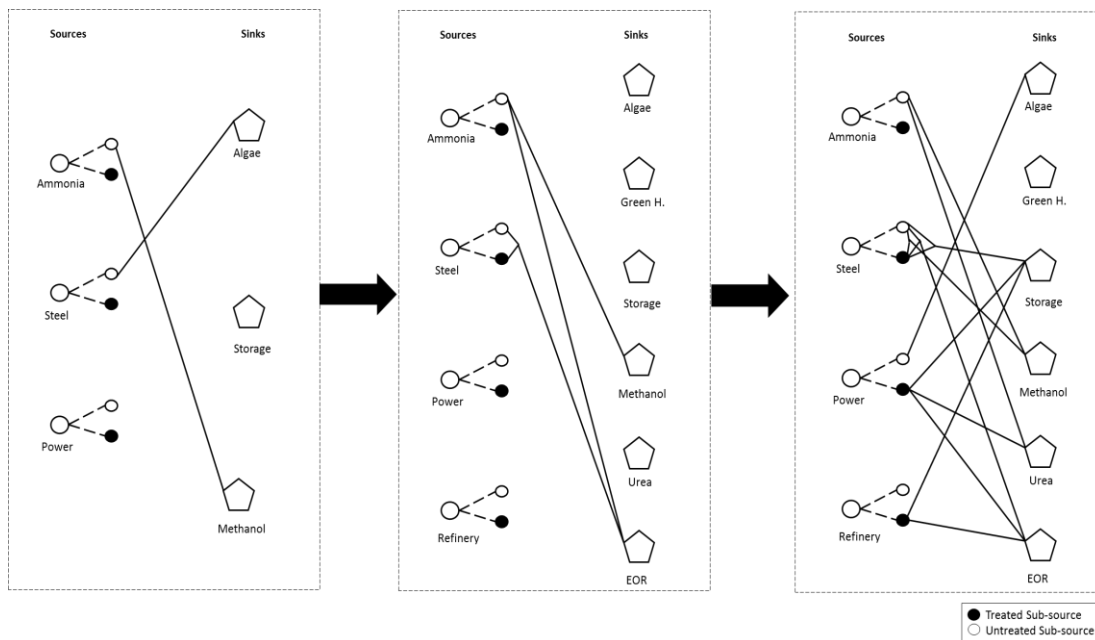 Sources Sinks
Algae
Ammonia
Steel
Storage
Power
Methanol
Sources Sinks
Algae
Ammonia
Green H.
Steel
Storage
Power
Methanol
Urea
Refinery
EOR
Sources Sinks
Algae
Ammonia
Green H.
Steel
Storage
Power
Methanol
Urea
Refinery
EOR
Treated Sub-source
Untreated Sub-source